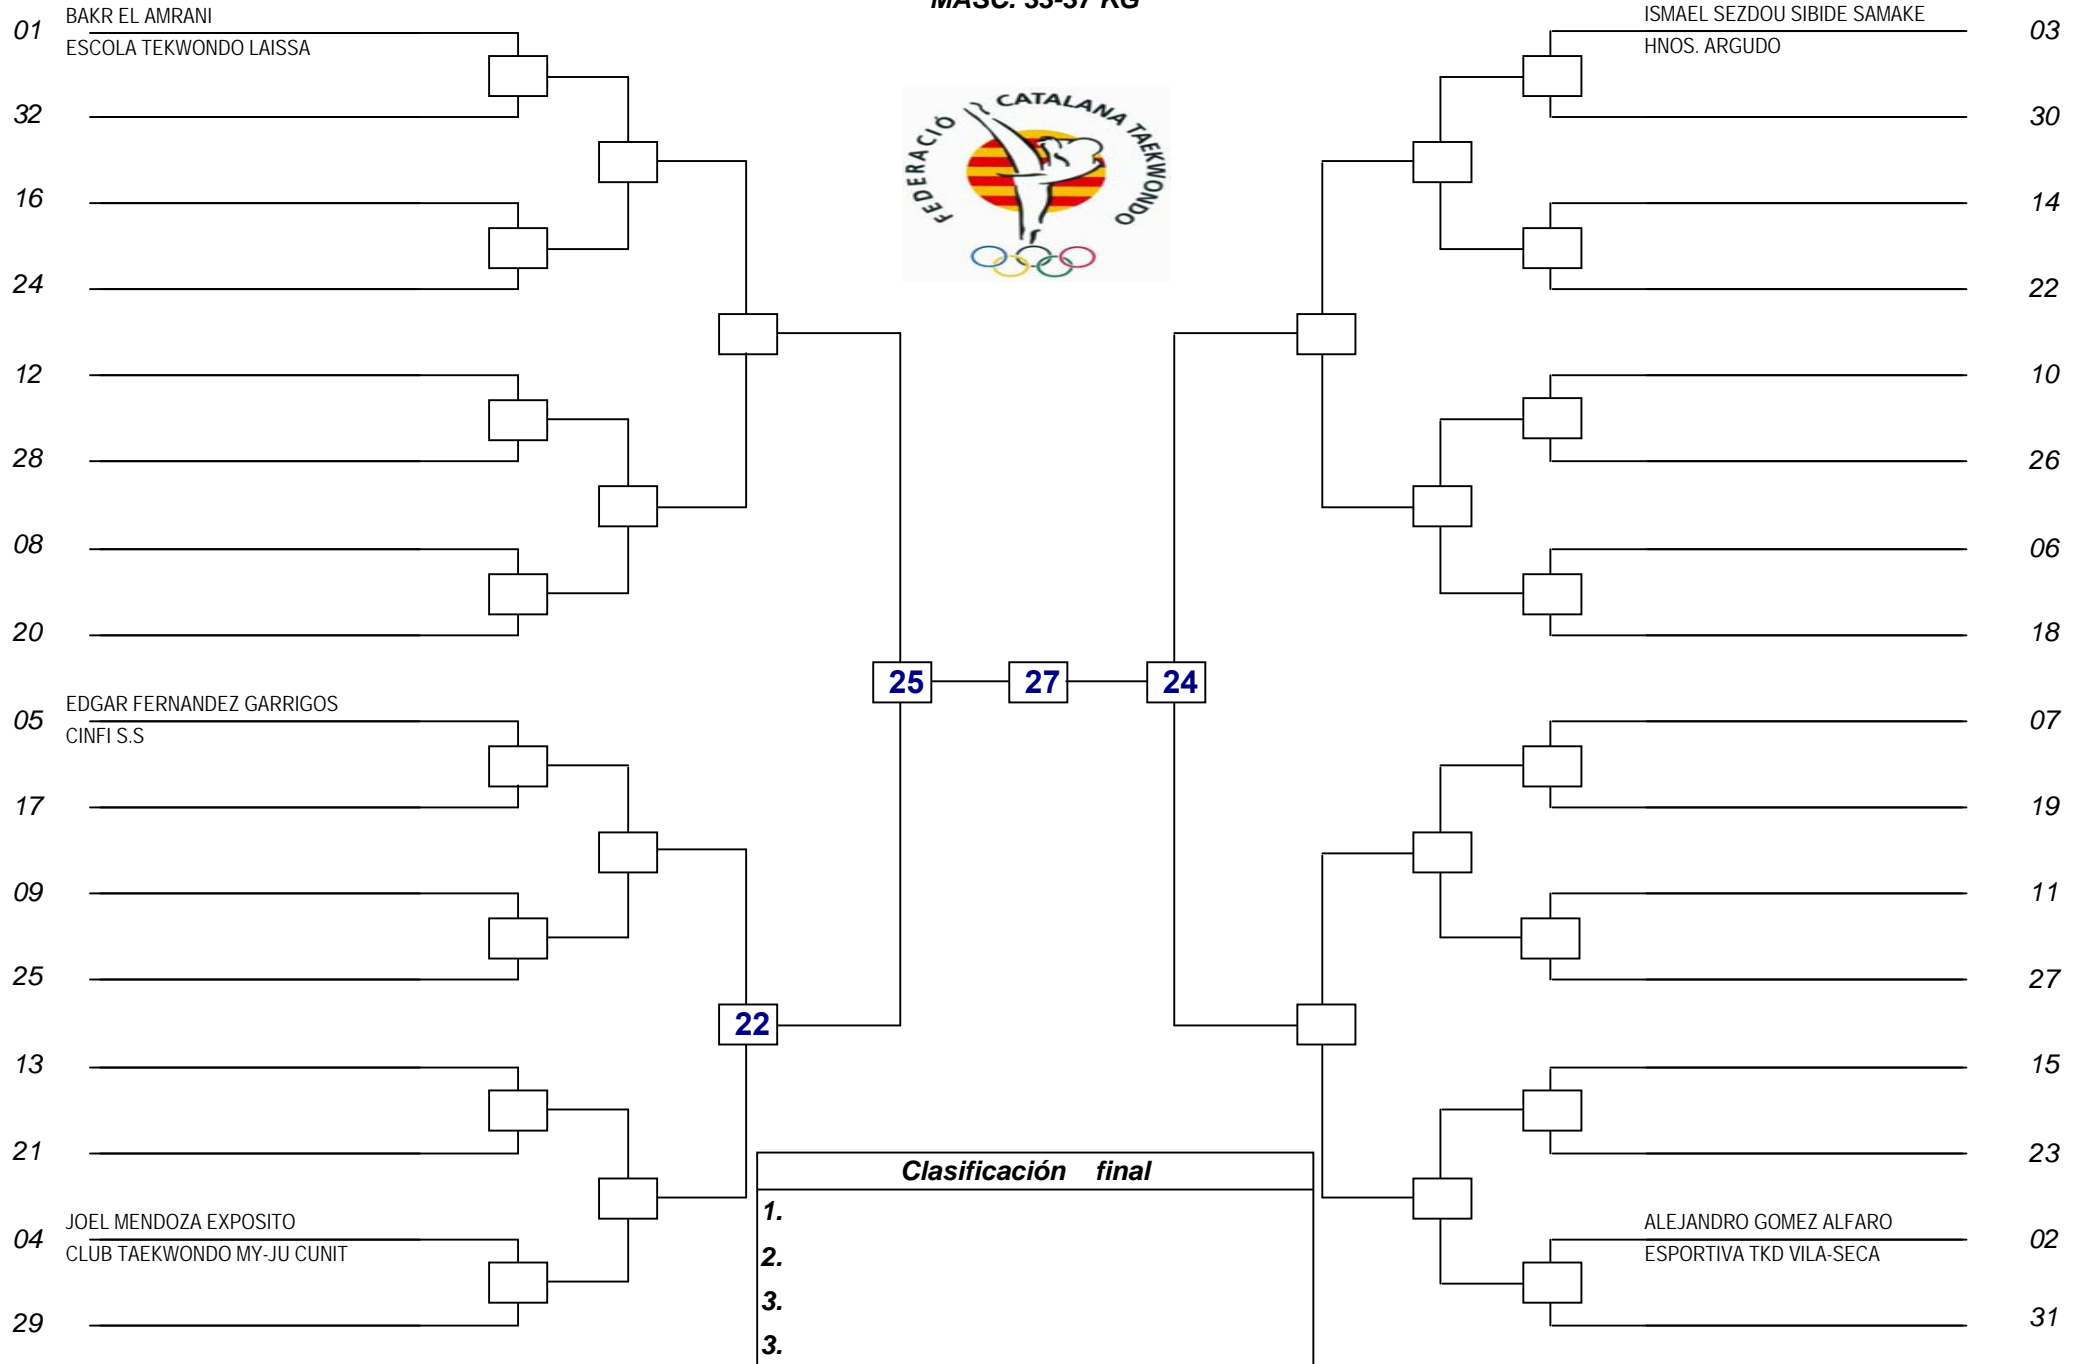 MASC. 33-37 KG
01 BAKR EL AMRANI
ESCOLA TEKWONDO LAISSA
32
16
24
12
28
08
20
05 EDGAR FERNANDEZ GARRIGOS
CINFI S.S
17
09
25
13
21
04 JOEL MENDOZA EXPOSITO
CLUB TAEKWONDO MY-JU CUNIT
29
22
25
27
24
FEDERACIÓ CATALANA TAEKWONDO
ISMAEL SEZDOU SIBIDE SAMAKE 03
HNOS. ARGUDO
30
14
22
10
26
06
18
07
19
11
27
15
23
ALEJANDRO GOMEZ ALFARO 02
ESPORTIVA TKD VILA-SECA
31
Clasificación final
1.
2.
3.
3.